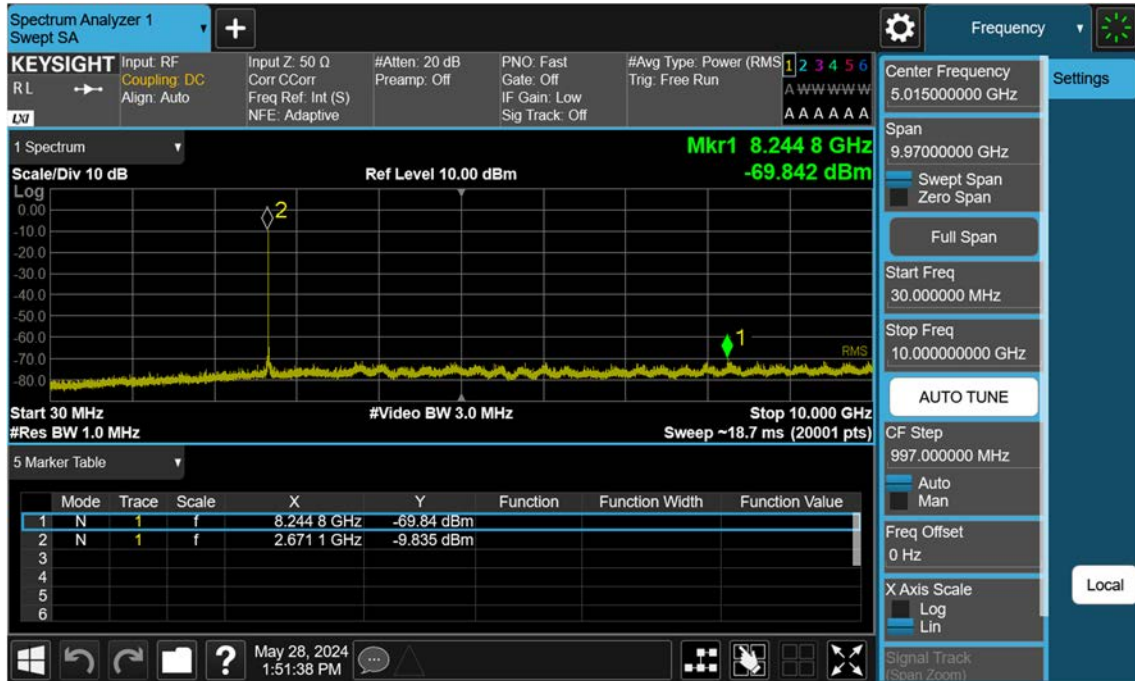 Spectrum Analyzer 1
Swept SA
+
Frequency
KEYSIGHT
R L
LXI
Input: RF
Coupling: DC
Align: Auto
Input Z: 50 Ω
Corr CCorr
Freq Ref: Int (S)
NFE: Adaptive
#Atten: 20 dB
Preamp: Off
PNO: Fast
Gate: Off
IF Gain: Low
Sig Track: Off
#Avg Type: Power (RMS
Trig: Free Run
1 2 3 4 5 6
A W W W W W
A A A A A A
1 Spectrum
Mkr1 8.244 8 GHz
Scale/Div 10 dB
Ref Level 10.00 dBm
-69.842 dBm
Log
0.00
-10.0
-20.0
-30.0
-40.0
-50.0
-60.0
-70.0
-80.0
2
1
RMS
Start 30 MHz
#Video BW 3.0 MHz
Stop 10.000 GHz
#Res BW 1.0 MHz
Sweep ~18.7 ms (20001 pts)
5 Marker Table
Mode Trace Scale X Y Function Function Width Function Value
1 N 1 f 8.244 8 GHz -69.84 dBm
2 N 1 f 2.671 1 GHz -9.835 dBm
3
4
5
6
?
May 28, 2024
1:51:38 PM
Center Frequency
5.015000000 GHz
Span
9.97000000 GHz
Swept Span
Zero Span
Full Span
Start Freq
30.000000 MHz
Stop Freq
10.000000000 GHz
AUTO TUNE
CF Step
997.000000 MHz
Auto
Man
Freq Offset
0 Hz
X Axis Scale
Log
Lin
Signal Track
(Span Zoom)
Settings
Local